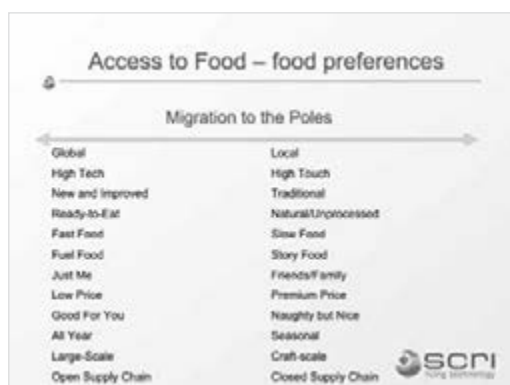 Access to Food – food preferences
Migration to the Poles
Global Local
High Tech High Touch
New and Improved Traditional
Ready-to-Eat Natural/Unprocessed
Fast Food Slow Food
Fuel Food Story Food
Just Me Friends/Family
Low Price Premium Price
Good For You Naughty but Nice
All Year Seasonal
Large-Scale Craft-scale
Open Supply Chain Closed Supply Chain
SCRI
living technology